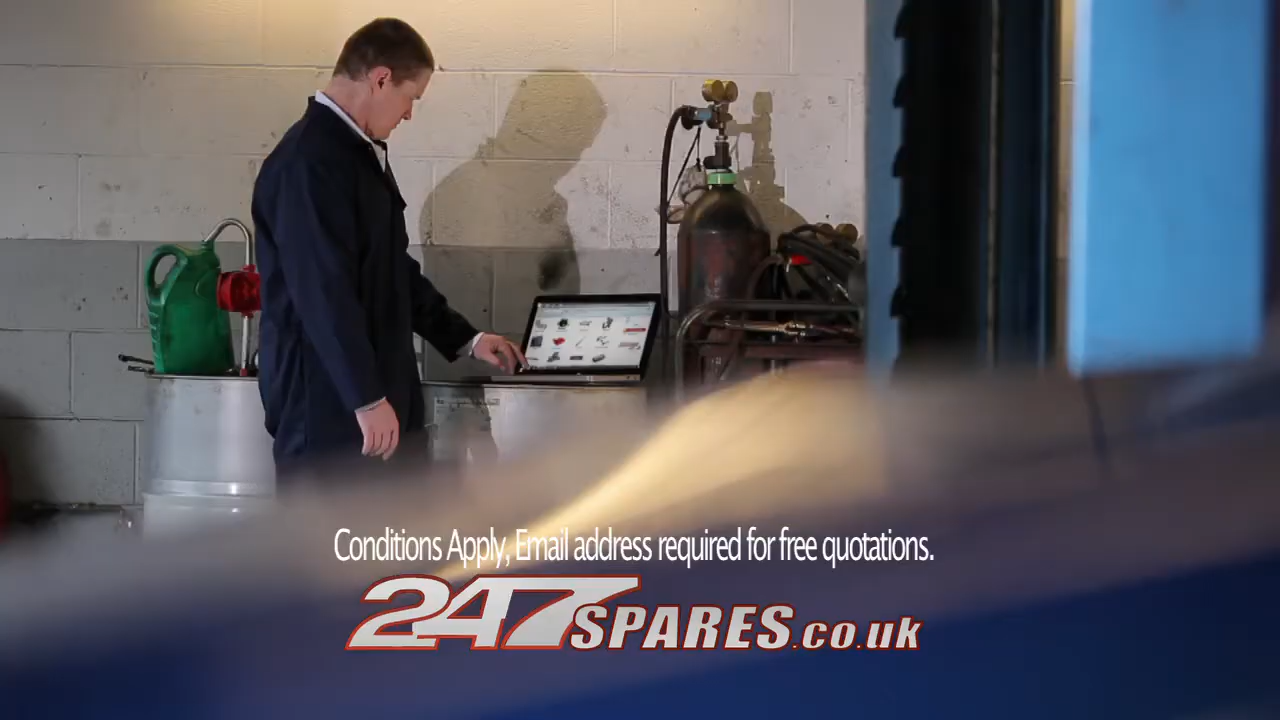 Conditions Apply, Email address required for free quotations.
247SPARES.co.uk